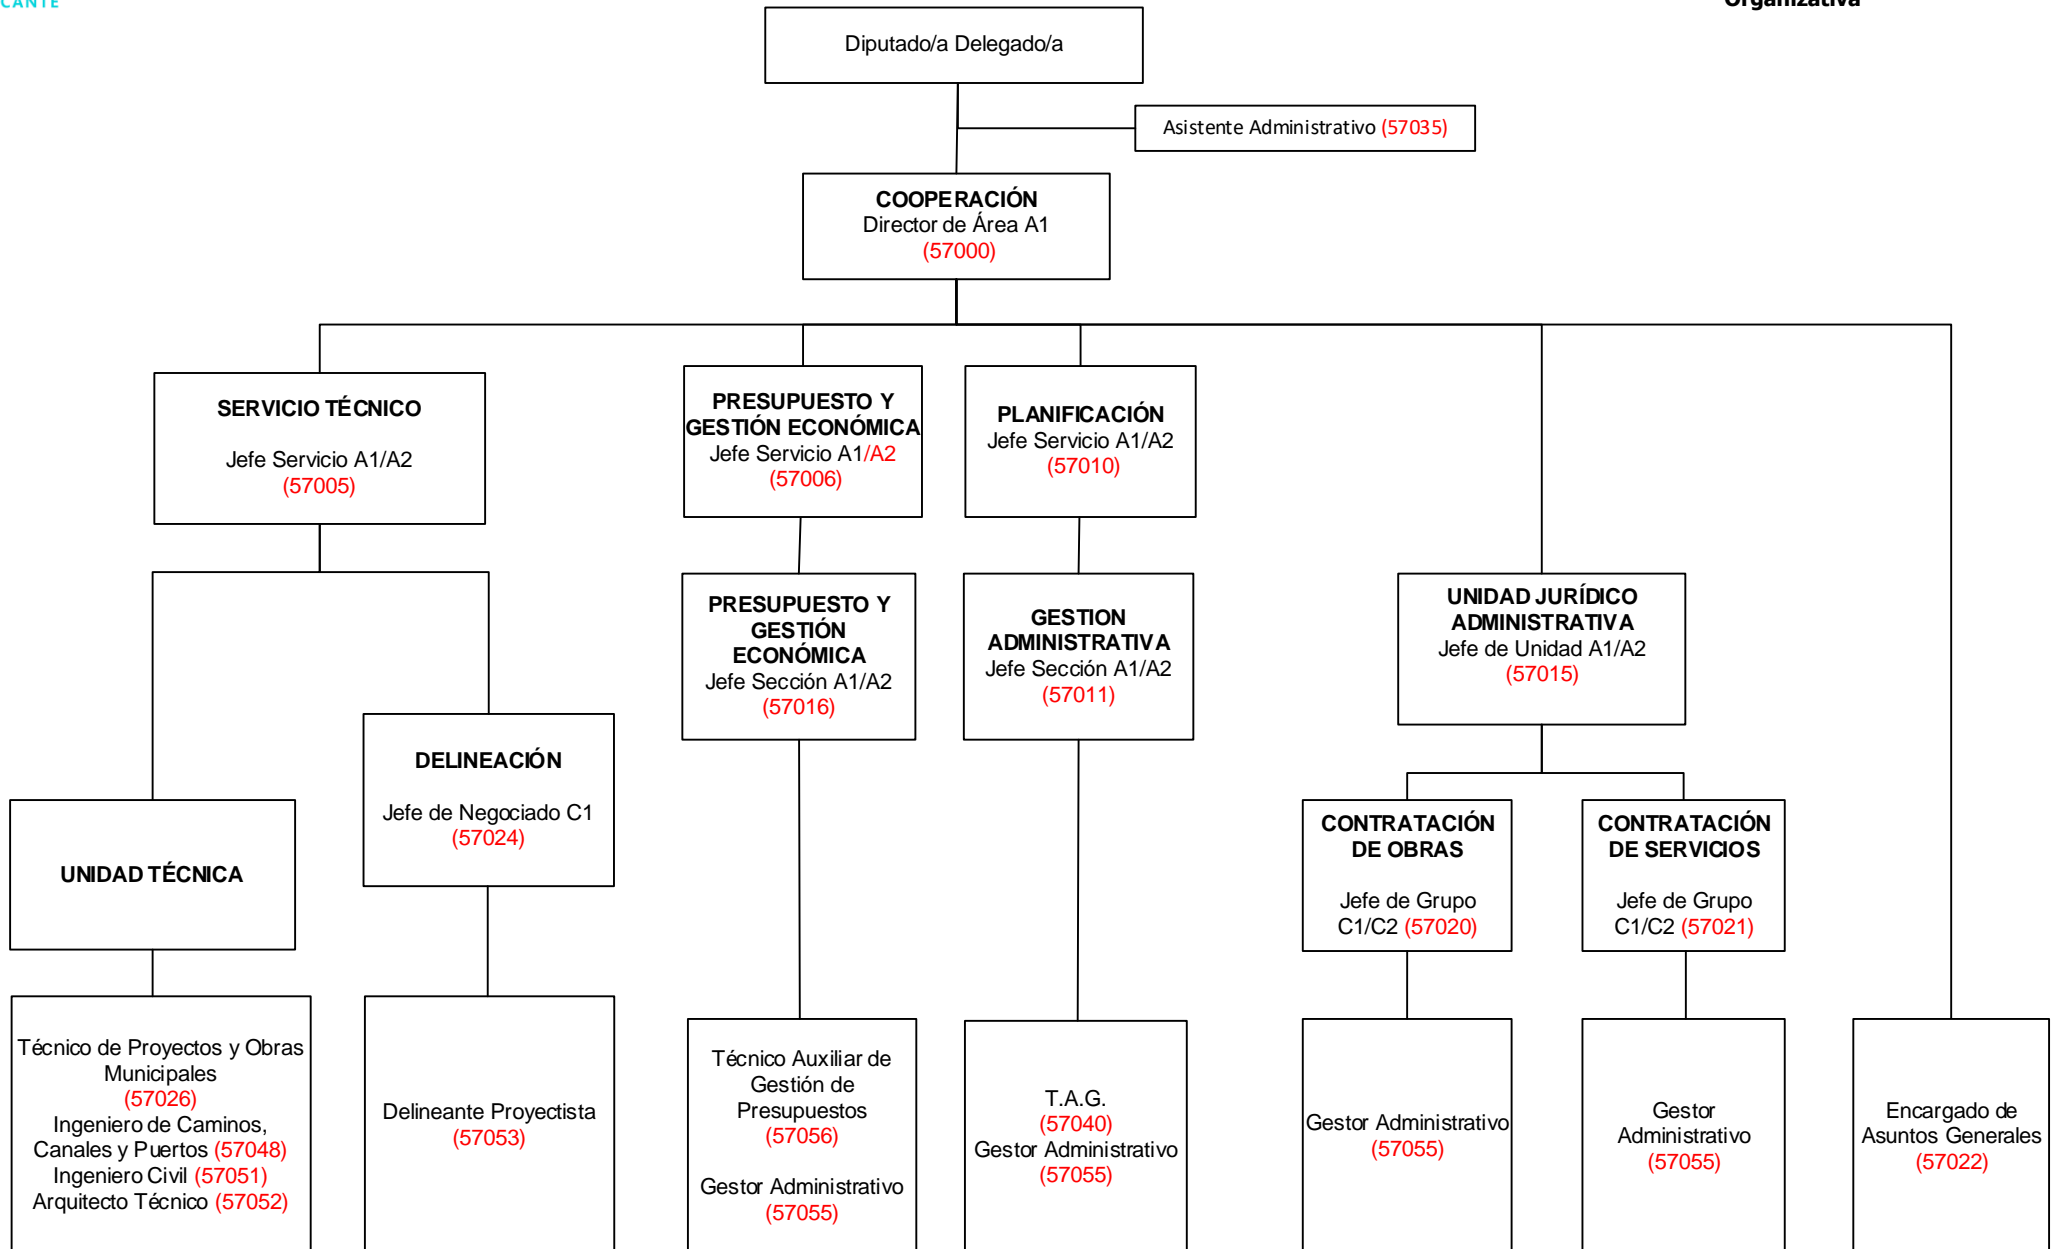 CANTE
Organizativa
Diputado/a Delegado/a
Asistente Administrativo (57035)
COOPERACIÓN
Director de Área A1
(57000)
SERVICIO TÉCNICO
Jefe Servicio A1/A2
(57005)
PRESUPUESTO Y
GESTIÓN ECONÓMICA
Jefe Servicio A1/A2
(57006)
PLANIFICACIÓN
Jefe Servicio A1/A2
(57010)
PRESUPUESTO Y
GESTIÓN
ECONÓMICA
Jefe Sección A1/A2
(57016)
GESTION
ADMINISTRATIVA
Jefe Sección A1/A2
(57011)
UNIDAD JURÍDICO
ADMINISTRATIVA
Jefe de Unidad A1/A2
(57015)
DELINEACIÓN
Jefe de Negociado C1
(57024)
UNIDAD TÉCNICA
CONTRATACIÓN
DE OBRAS
Jefe de Grupo
C1/C2 (57020)
CONTRATACIÓN
DE SERVICIOS
Jefe de Grupo
C1/C2 (57021)
Técnico de Proyectos y Obras
Municipales
(57026)
Ingeniero de Caminos,
Canales y Puertos (57048)
Ingeniero Civil (57051)
Arquitecto Técnico (57052)
Delineante Proyectista
(57053)
Técnico Auxiliar de
Gestión de
Presupuestos
(57056)
Gestor Administrativo
(57055)
T.A.G.
(57040)
Gestor Administrativo
(57055)
Gestor Administrativo
(57055)
Gestor
Administrativo
(57055)
Encargado de
Asuntos Generales
(57022)